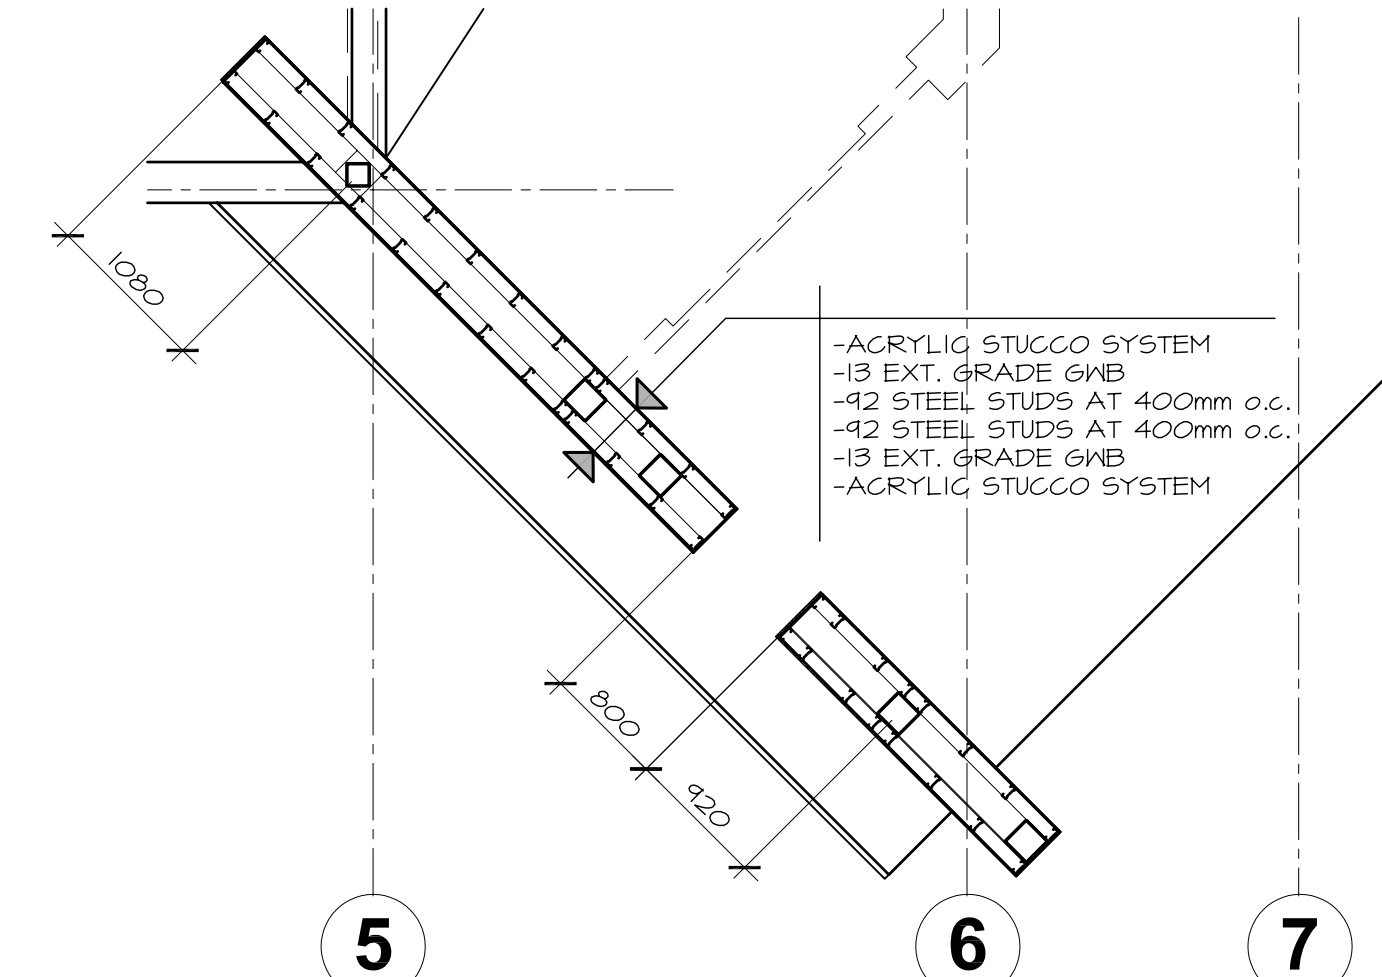 1080
-ACRYLIC STUCCO SYSTEM
-13 EXT. GRADE GWB
-92 STEEL STUDS AT 400mm o.c.
-92 STEEL STUDS AT 400mm o.c.
-13 EXT. GRADE GWB
-ACRYLIC STUCCO SYSTEM
800
920
5
6
7